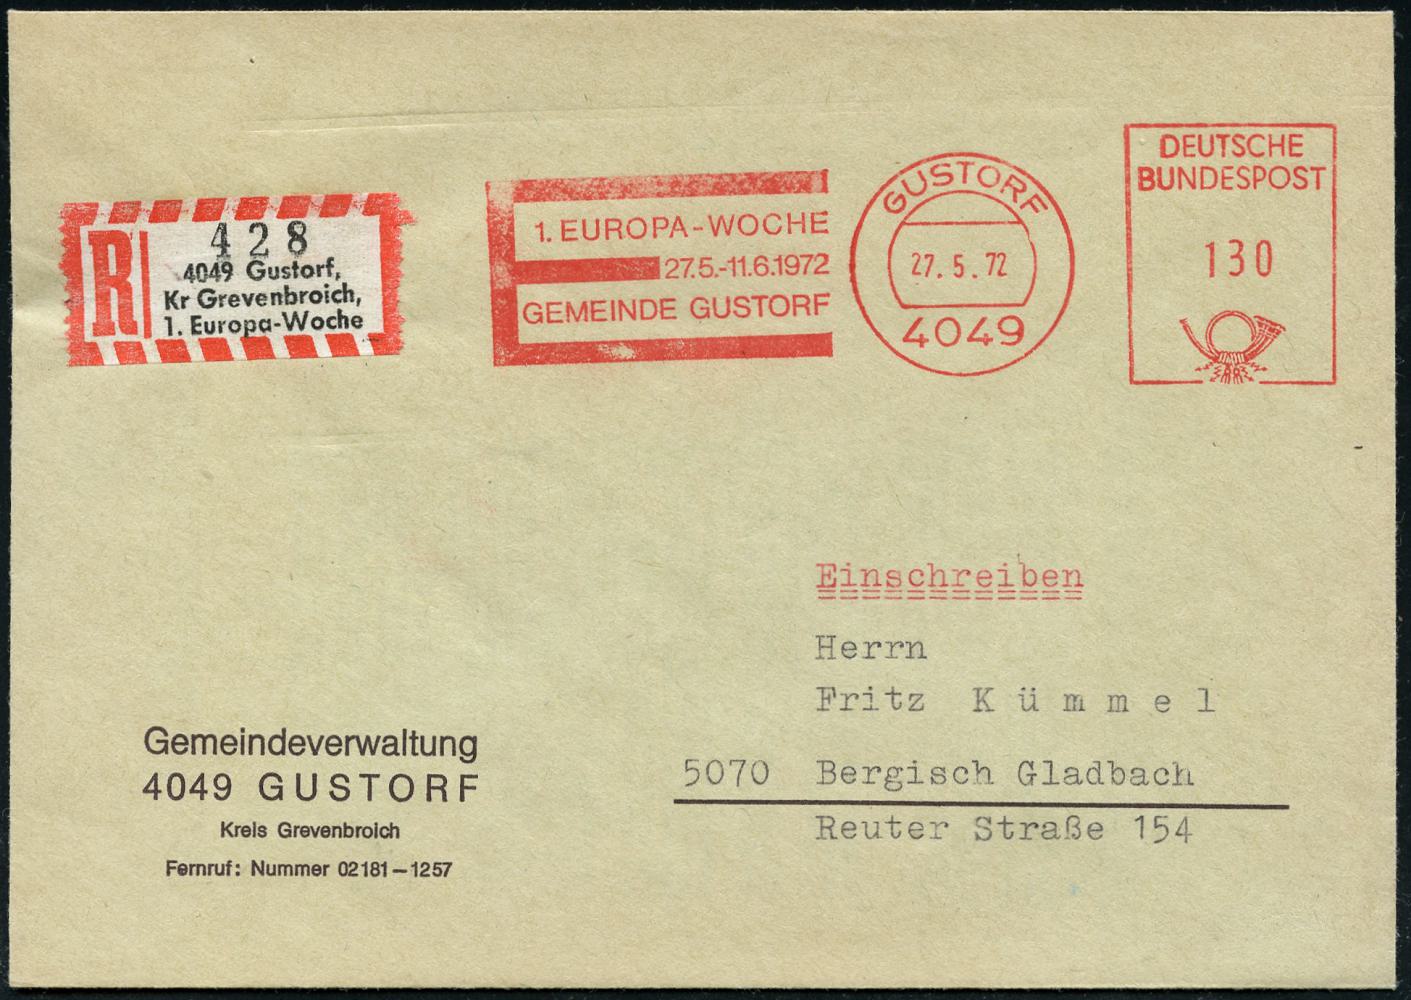 R
428
4049 Gustorf,
Kr Grevenbroich,
1. Europa-Woche
1. EUROPA-WOCHE
27.5.-11.6.1972
GEMEINDE GUSTORF
GUSTORF
27.5.72
4049
DEUTSCHE
BUNDESPOST
130
Einschreiben
Herrn
Fritz Kümmel
5070 Bergisch Gladbach
Reuter Straße 154
Gemeindeverwaltung
4049 GUSTORF
Kreis Grevenbroich
Fernruf: Nummer 02181–1257